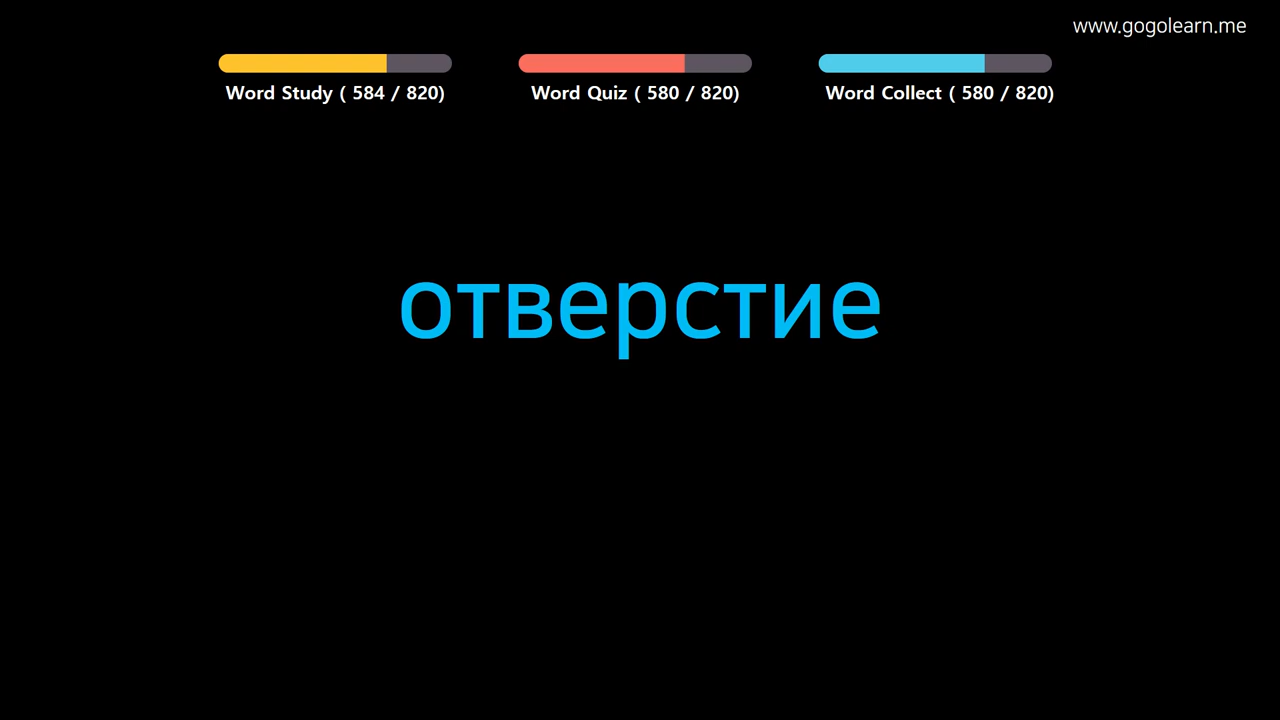 www.gogolearn.me
Word Study ( 584 / 820)
Word Quiz ( 580 / 820)
Word Collect ( 580 / 820)
отверстие